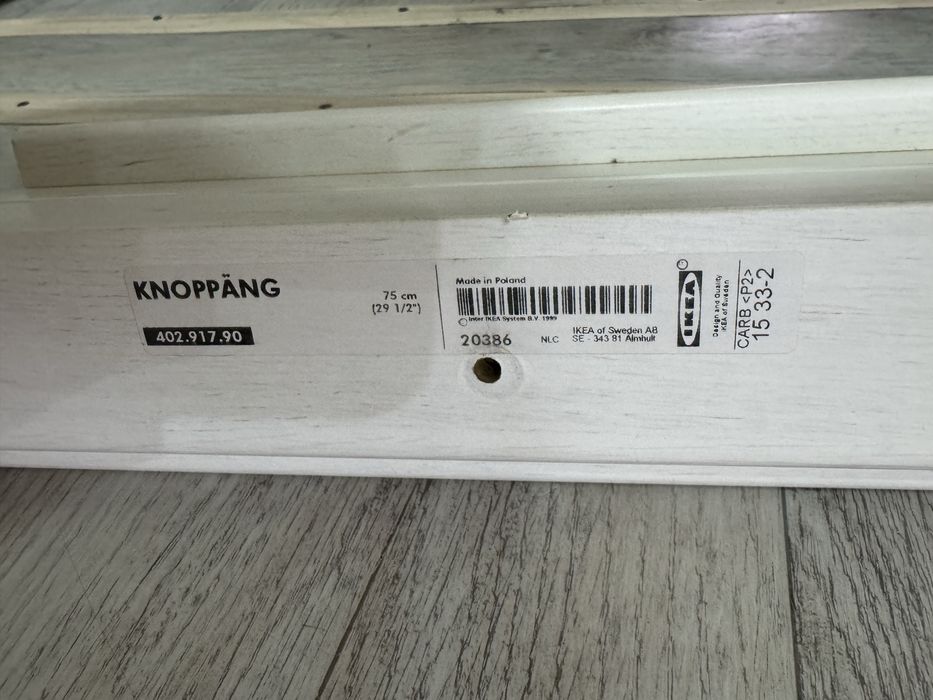 KNOPPÄNG
75 cm
(29 1/2")
402.917.90
Made in Poland
© Inter IKEA System B.V. 1999
20386
NLC
IKEA of Sweden AB
SE - 343 81 Älmhult
IKEA
®
Design and Quality
IKEA of Sweden
CARB <P2>
15 33-2